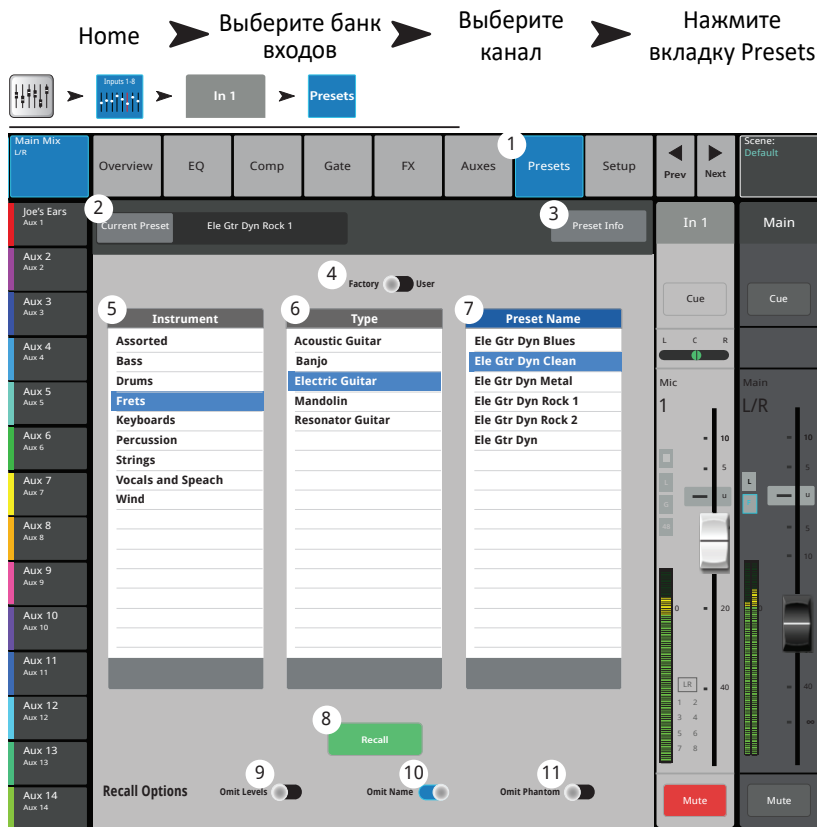 Home
Выберите банк
входов
Выберите
канал
Нажмите
вкладку Presets
Inputs 1-8
In 1
Presets
Main Mix
L/R
Overview
EQ
Comp
Gate
FX
Auxes
1
Presets
Setup
Prev
Next
Scene:
Default
Joe's Ears
Aux 1
Aux 2
Aux 2
Aux 3
Aux 3
Aux 4
Aux 4
Aux 5
Aux 5
Aux 6
Aux 6
Aux 7
Aux 7
Aux 8
Aux 8
Aux 9
Aux 9
Aux 10
Aux 10
Aux 11
Aux 11
Aux 12
Aux 12
Aux 13
Aux 13
Aux 14
Aux 14
2
Current Preset
Ele Gtr Dyn Rock 1
3
Preset Info
4
Factory
User
5
Instrument
Assorted
Bass
Drums
Frets
Keyboards
Percussion
Strings
Vocals and Speach
Wind
6
Type
Acoustic Guitar
Banjo
Electric Guitar
Mandolin
Resonator Guitar
7
Preset Name
Ele Gtr Dyn Blues
Ele Gtr Dyn Clean
Ele Gtr Dyn Metal
Ele Gtr Dyn Rock 1
Ele Gtr Dyn Rock 2
Ele Gtr Dyn
8
Recall
Recall Options
9
Omit Levels
10
Omit Name
11
Omit Phantom
In 1
Cue
L C R
Mic
1
10
5
L
G
U
48
5
10
0
20
LR
40
1 2
3 4
5 6
7 8
Mute
Main
Cue
Main
L/R
10
5
L
U
5
10
0
20
40
∞
Mute